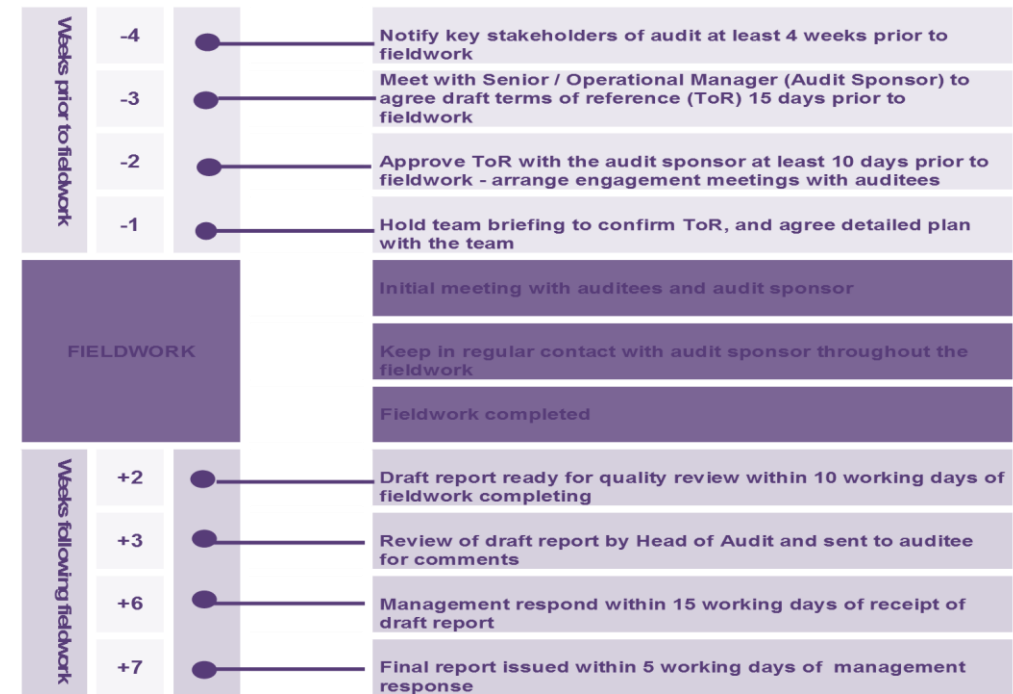 Weeks prior to fieldwork
-4
Notify key stakeholders of audit at least 4 weeks prior to
fieldwork
-3
Meet with Senior / Operational Manager (Audit Sponsor) to
agree draft terms of reference (ToR) 15 days prior to
fieldwork
-2
Approve ToR with the audit sponsor at least 10 days prior to
fieldwork - arrange engagement meetings with auditees
-1
Hold team briefing to confirm ToR, and agree detailed plan
with the team
FIELDWORK
Initial meeting with auditees and audit sponsor
Keep in regular contact with audit sponsor throughout the
fieldwork
Fieldwork completed
Weeks following fieldwork
+2
Draft report ready for quality review within 10 working days of
fieldwork completing
+3
Review of draft report by Head of Audit and sent to auditee
for comments
+6
Management respond within 15 working days of receipt of
draft report
+7
Final report issued within 5 working days of management
response